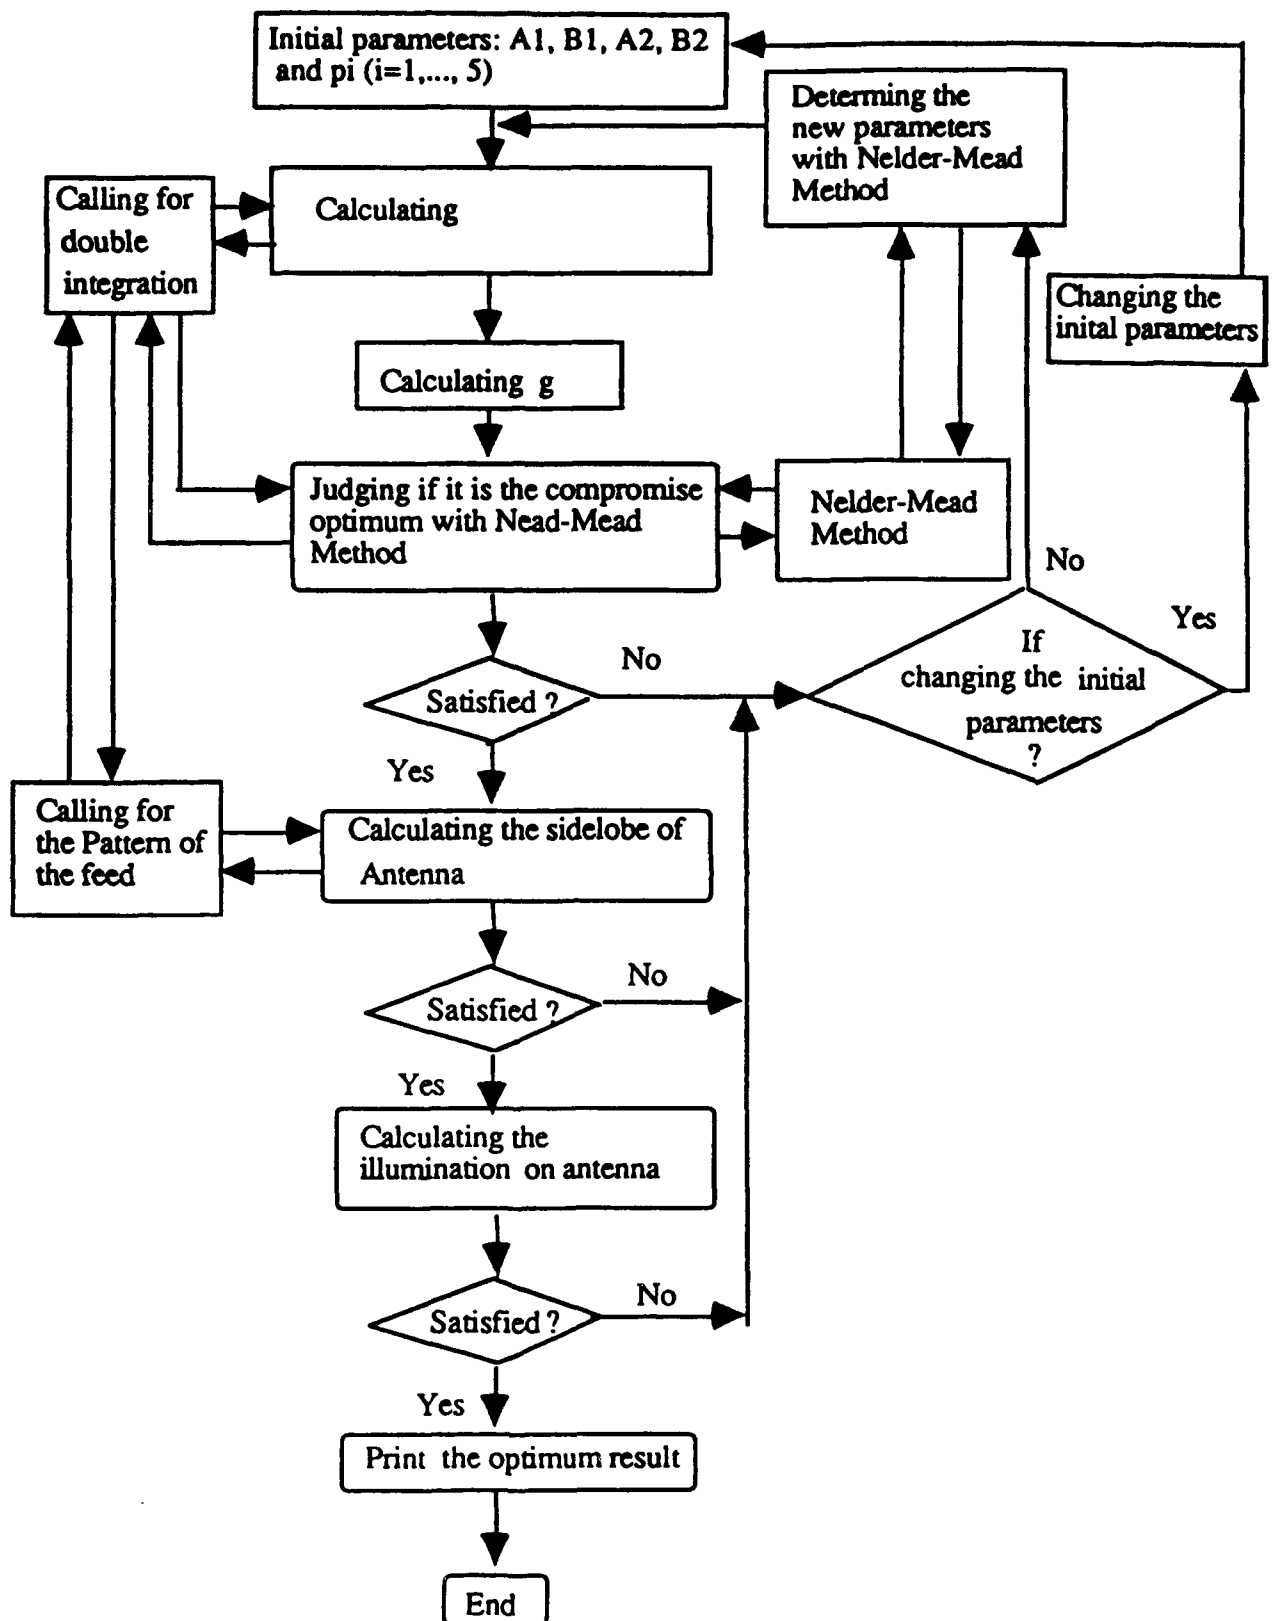 Initial parameters: A1, B1, A2, B2
and pi (i=1,..., 5)
Determing the
new parameters
with Nelder-Mead
Method
Calling for
double
integration
Calculating
Changing the
inital parameters
Calculating g
Judging if it is the compromise
optimum with Nead-Mead
Method
Nelder-Mead
Method
No
Yes
No
If
changing the initial
parameters
?
Satisfied ?
Yes
Calling for
the Pattern of
the feed
Calculating the sidelobe of
Antenna
No
Satisfied ?
Yes
Calculating the
illumination on antenna
No
Satisfied ?
Yes
Print the optimum result
End